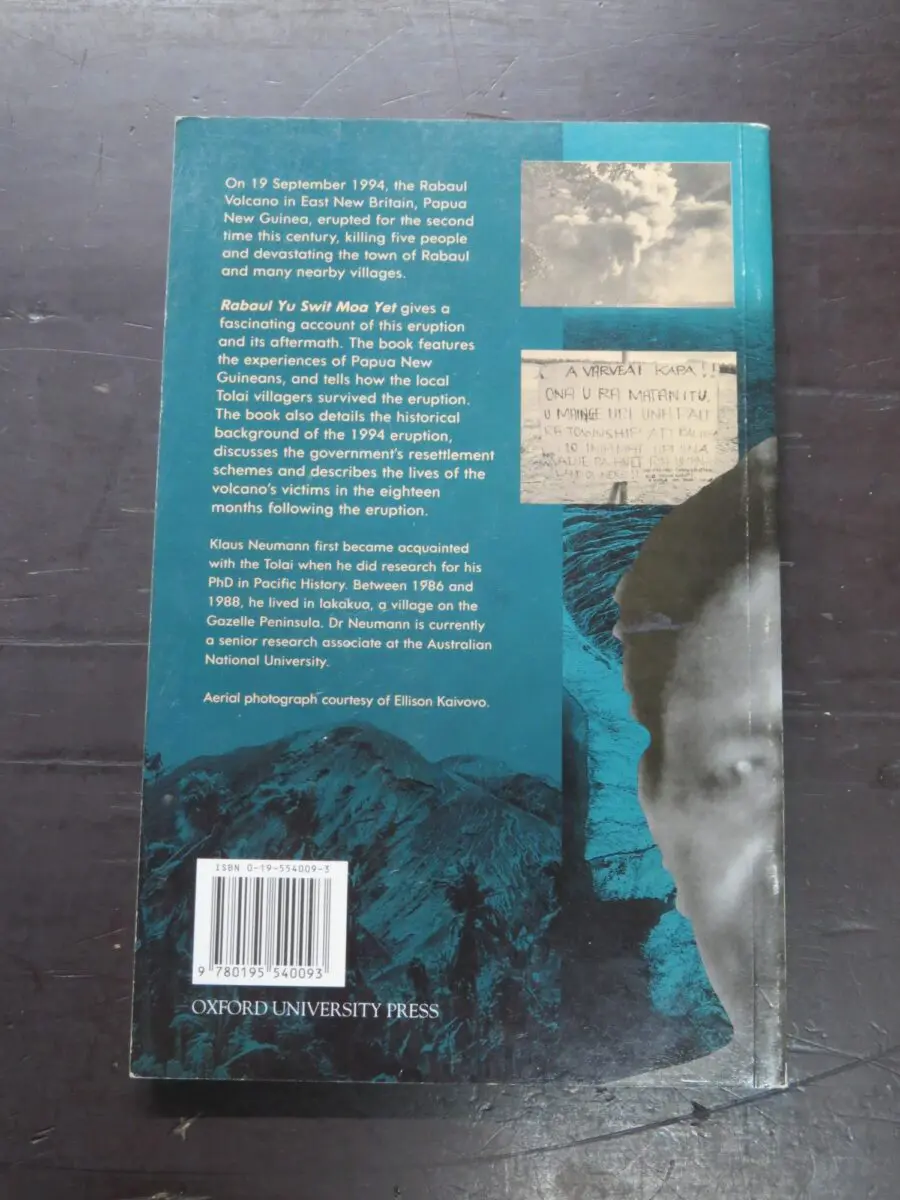 On 19 September 1994, the Rabaul
Volcano in East New Britain, Papua
New Guinea, erupted for the second
time this century, killing five people
and devastating the town of Rabaul
and many nearby villages.
Rabaul Yu Swit Moa Yet gives a
fascinating account of this eruption
and its aftermath. The book features
the experiences of Papua New
Guineans, and tells how the local
Tolai villagers survived the eruption.
The book also details the historical
background of the 1994 eruption,
discusses the government's resettlement
schemes and describes the lives of the
volcano's victims in the eighteen
months following the eruption.
Klaus Neumann first became acquainted
with the Tolai when he did research for his
PhD in Pacific History. Between 1986 and
1988, he lived in Iakakua, a village on the
Gazelle Peninsula. Dr Neumann is currently
a senior research associate at the Australian
National University.
Aerial photograph courtesy of Ellison Kaivovo.
A VARVEAI KAPA !!
ONA U RA MATANITU
U MAINGE
RA TOWNSHIP
ISBN 0-19-554009-3
9 780195 540093
OXFORD UNIVERSITY PRESS